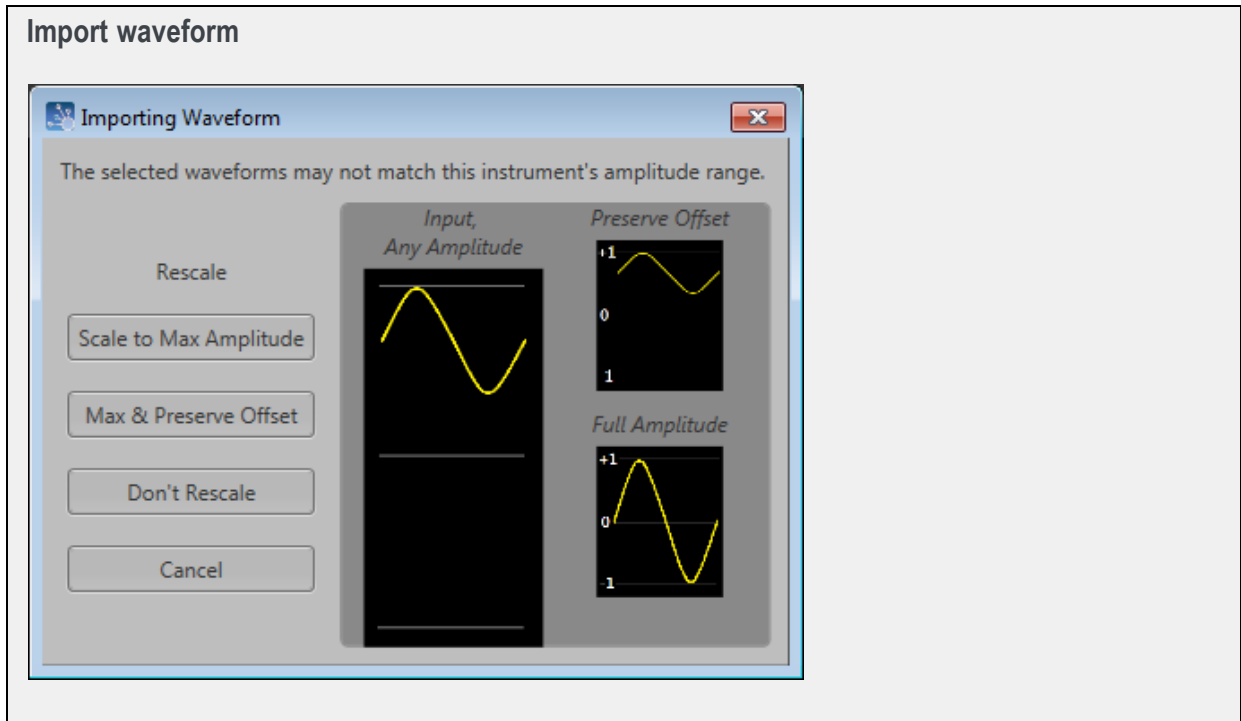 Import waveform
Importing Waveform
The selected waveforms may not match this instrument's amplitude range.
Rescale
Scale to Max Amplitude
Max & Preserve Offset
Don't Rescale
Cancel
Input,
Any Amplitude
Preserve Offset
+1
0
1
Full Amplitude
+1
0
-1